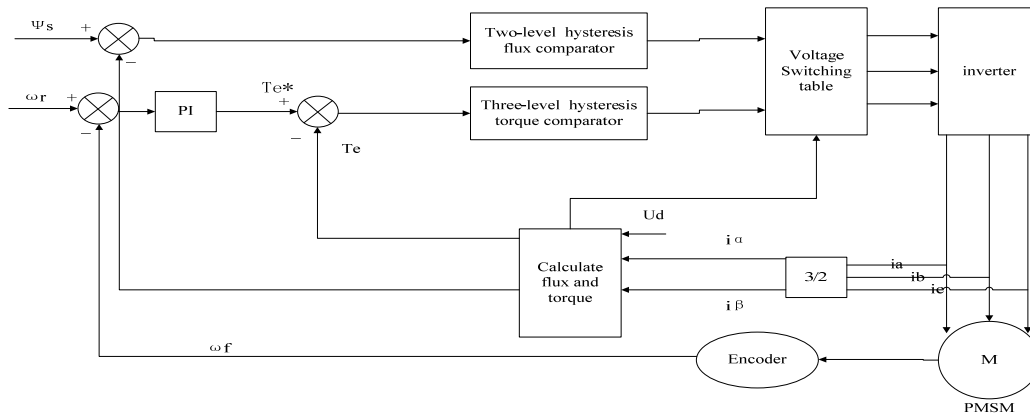 Ψs
+
−
Two-level hysteresis
flux comparator
Voltage
Switching
table
inverter
ωr
+
−
PI
Te*
+
−
Te
Three-level hysteresis
torque comparator
Ud
iα
Calculate
flux and
torque
iβ
3/2
ia
ib
ic
ωf
Encoder
M
PMSM